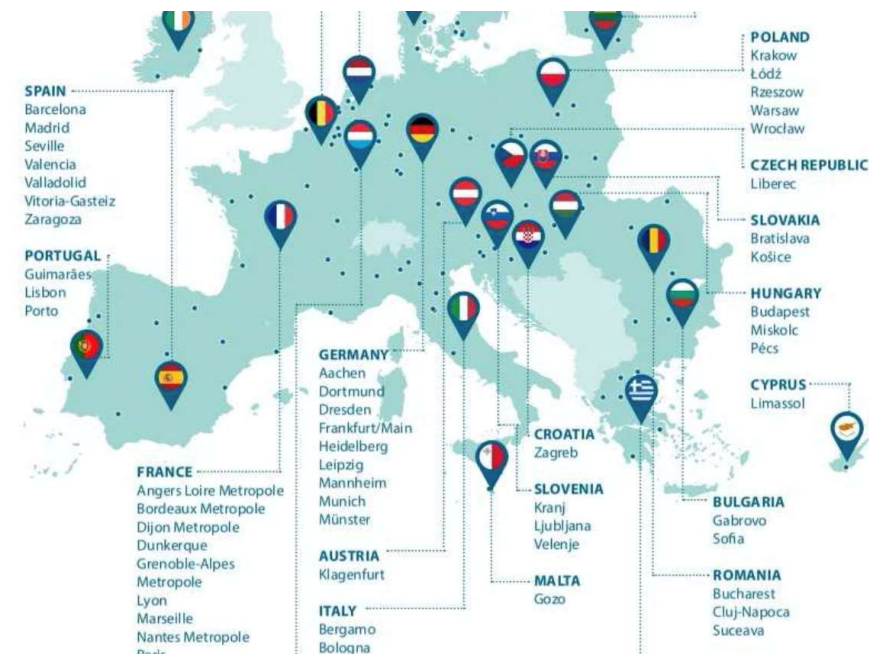 SPAIN
Barcelona
Madrid
Seville
Valencia
Valladolid
Vitoria-Gasteiz
Zaragoza
PORTUGAL
Guimarães
Lisbon
Porto
FRANCE
Angers Loire Metropole
Bordeaux Metropole
Dijon Metropole
Dunkerque
Grenoble-Alpes
Metropole
Lyon
Marseille
Nantes Metropole
Paris
GERMANY
Aachen
Dortmund
Dresden
Frankfurt/Main
Heidelberg
Leipzig
Mannheim
Munich
Münster
AUSTRIA
Klagenfurt
ITALY
Bergamo
Bologna
CROATIA
Zagreb
SLOVENIA
Kranj
Ljubljana
Velenje
MALTA
Gozo
POLAND
Krakow
Łódź
Rzeszow
Warsaw
Wrocław
CZECH REPUBLIC
Liberec
SLOVAKIA
Bratislava
Košice
HUNGARY
Budapest
Miskolc
Pécs
CYPRUS
Limassol
BULGARIA
Gabrovo
Sofia
ROMANIA
Bucharest
Cluj-Napoca
Suceava